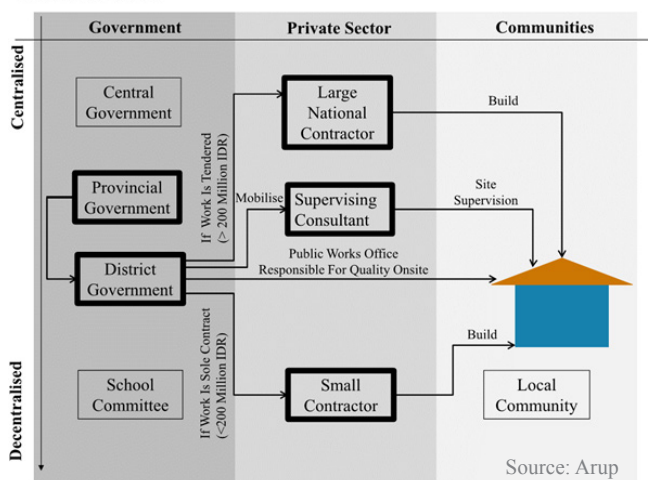 Government
Private Sector
Communities
Centralised
Decentralised
Central
Government
Large
National
Contractor
Build
If Work Is Tendered
(> 200 Million IDR)
Provincial
Government
Mobilise
Supervising
Consultant
Site
Supervision
District
Government
Public Works Office
Responsible For Quality Onsite
If Work Is Sole Contract
(<200 Million IDR)
Build
School
Committee
Small
Contractor
Local
Community
Source: Arup